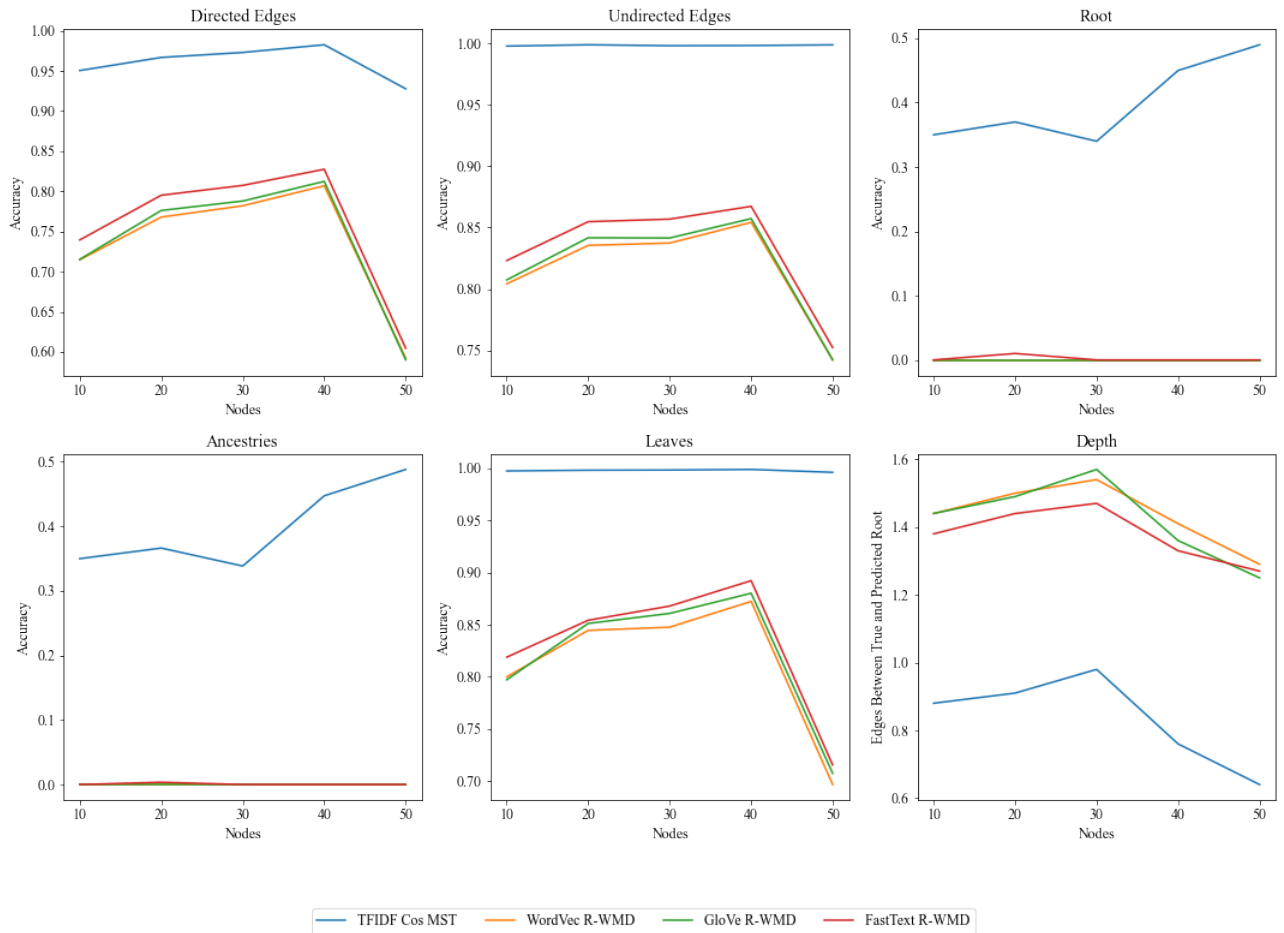 Directed Edges
Undirected Edges
Root
1.00
0.95
0.90
0.85
0.80
0.75
0.70
0.65
0.60
Accuracy
10 20 30 40 50
Nodes
1.00
0.95
0.90
0.85
0.80
0.75
Accuracy
10 20 30 40 50
Nodes
0.5
0.4
0.3
0.2
0.1
0.0
Accuracy
10 20 30 40 50
Nodes
Ancestries
Leaves
Depth
0.5
0.4
0.3
0.2
0.1
0.0
Accuracy
10 20 30 40 50
Nodes
1.00
0.95
0.90
0.85
0.80
0.75
0.70
Accuracy
10 20 30 40 50
Nodes
1.6
1.4
1.2
1.0
0.8
0.6
Edges Between True and Predicted Root
10 20 30 40 50
Nodes
TFIDF Cos MST WordVec R-WMD GloVe R-WMD FastText R-WMD